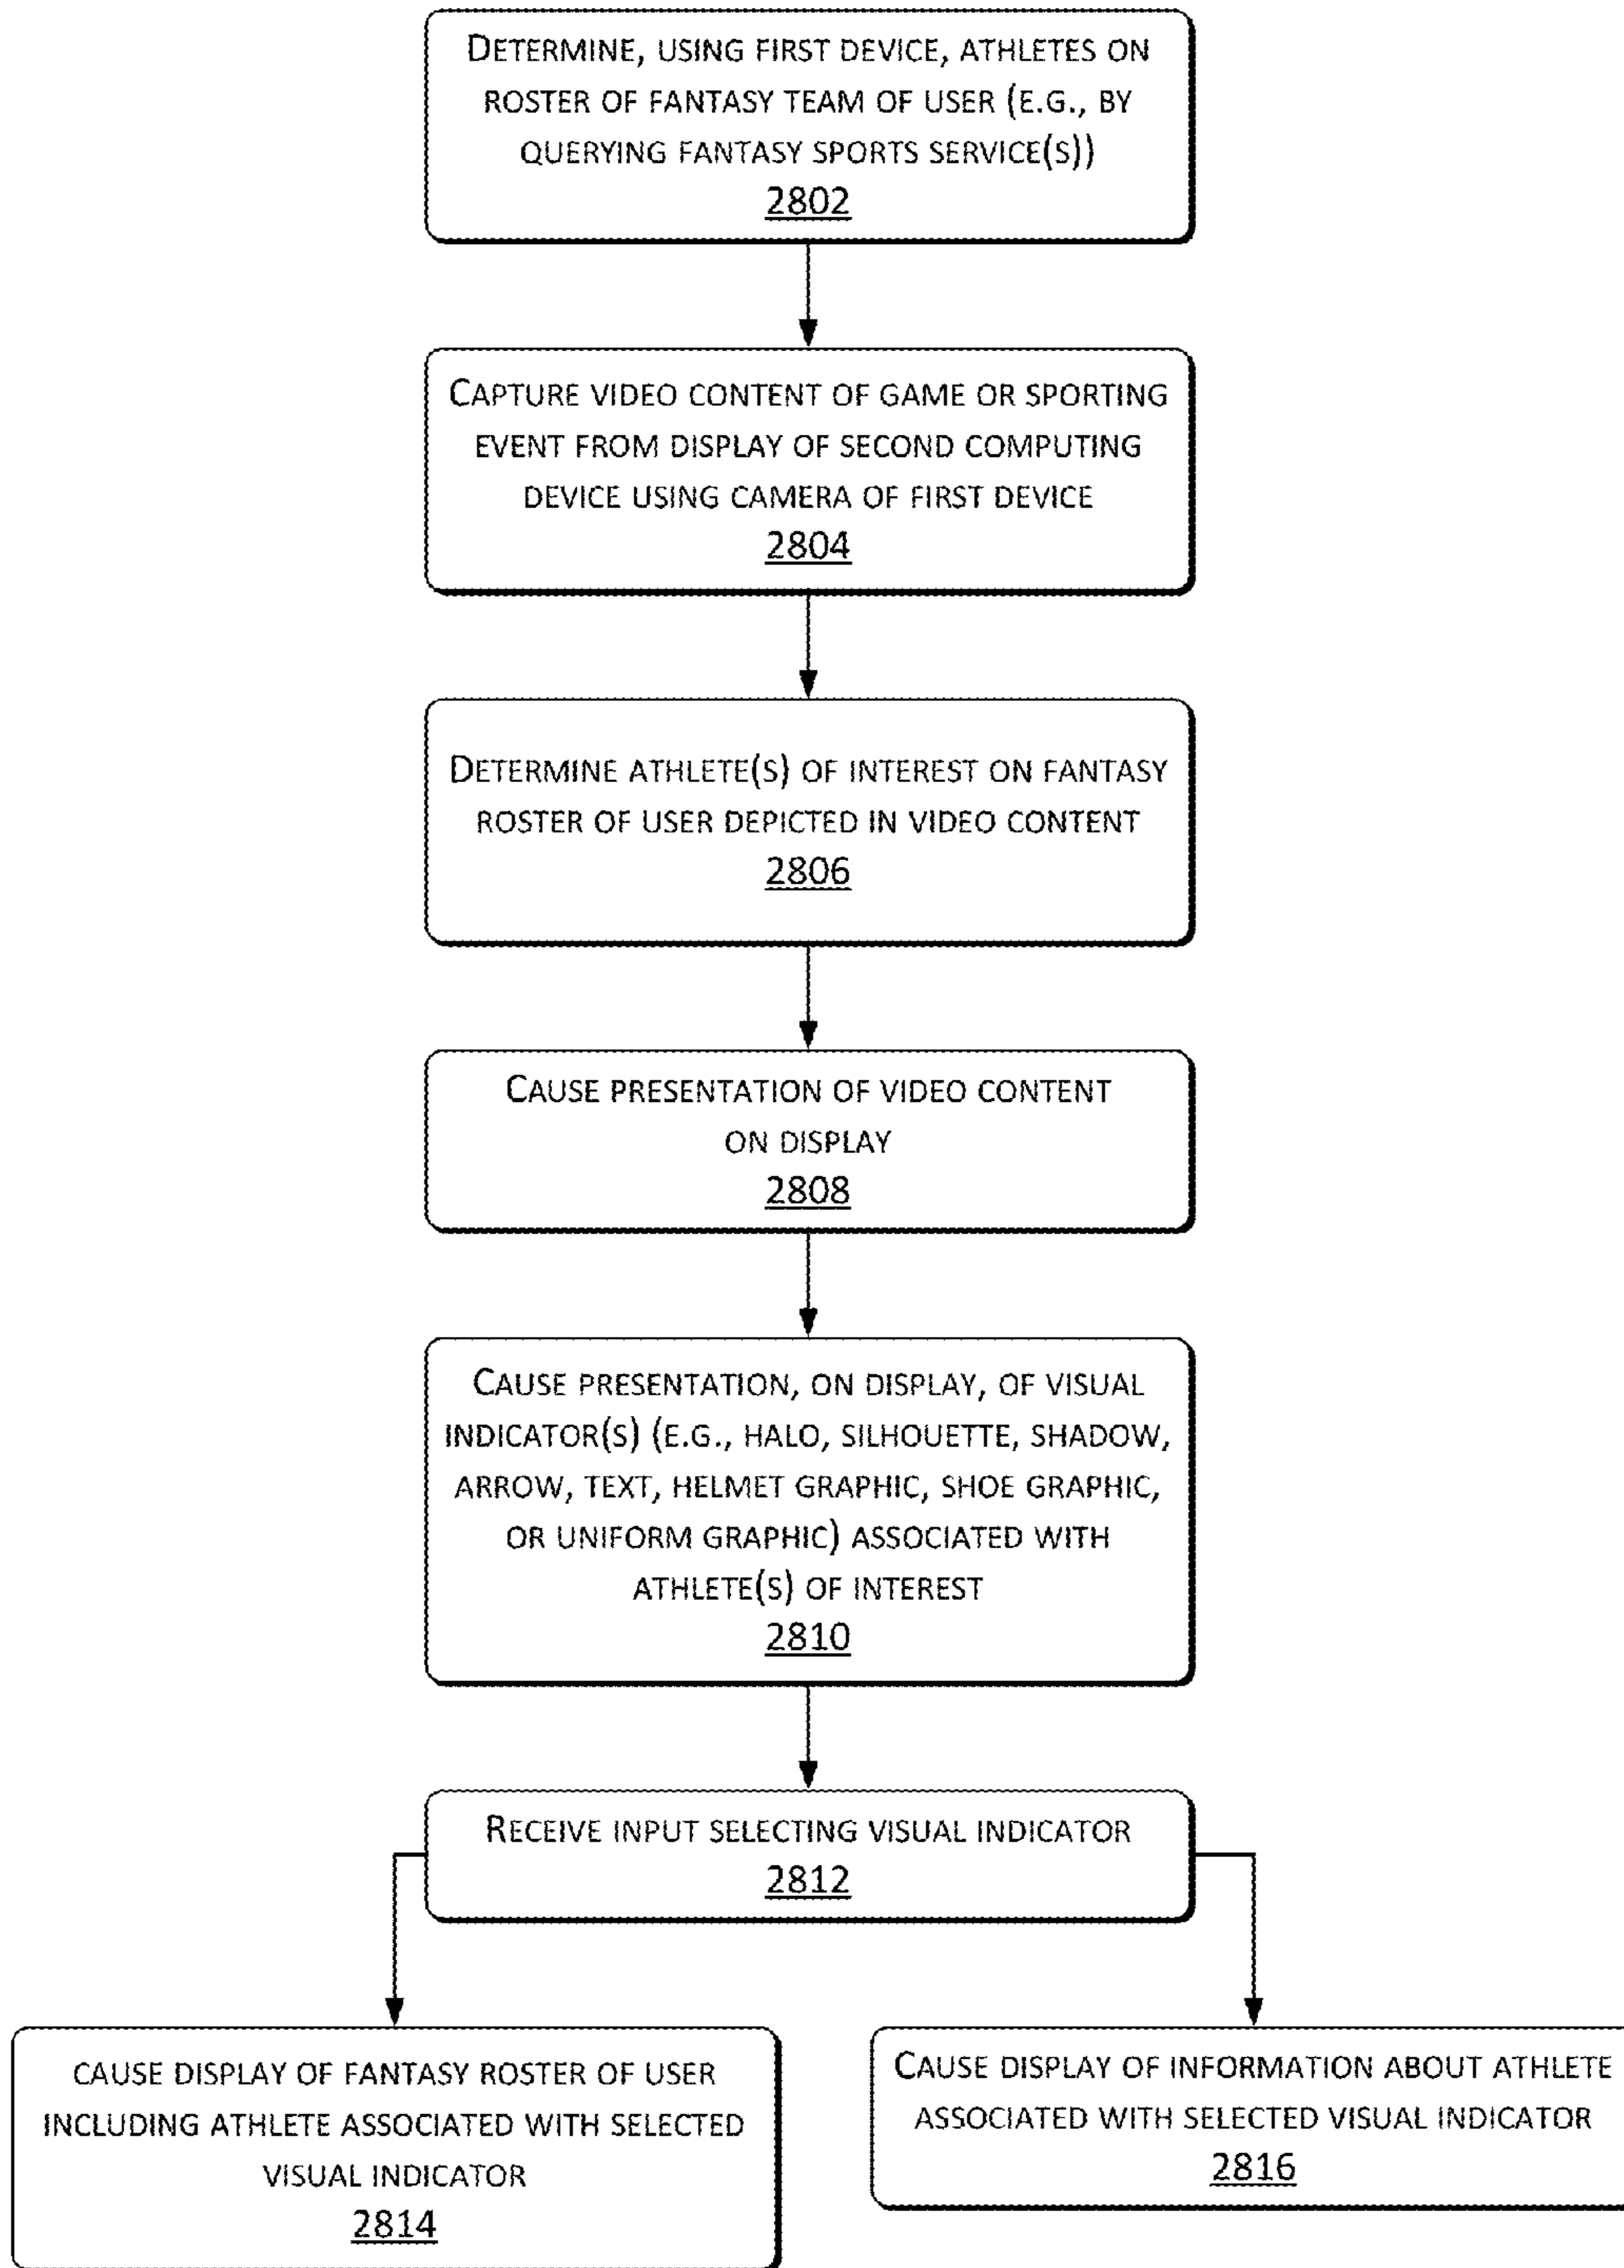 DETERMINE, USING FIRST DEVICE, ATHLETES ON
ROSTER OF FANTASY TEAM OF USER (E.G., BY
QUERYING FANTASY SPORTS SERVICE(S))
2802
CAPTURE VIDEO CONTENT OF GAME OR SPORTING
EVENT FROM DISPLAY OF SECOND COMPUTING
DEVICE USING CAMERA OF FIRST DEVICE
2804
DETERMINE ATHLETE(S) OF INTEREST ON FANTASY
ROSTER OF USER DEPICTED IN VIDEO CONTENT
2806
CAUSE PRESENTATION OF VIDEO CONTENT
ON DISPLAY
2808
CAUSE PRESENTATION, ON DISPLAY, OF VISUAL
INDICATOR(S) (E.G., HALO, SILHOUETTE, SHADOW,
ARROW, TEXT, HELMET GRAPHIC, SHOE GRAPHIC,
OR UNIFORM GRAPHIC) ASSOCIATED WITH
ATHLETE(S) OF INTEREST
2810
RECEIVE INPUT SELECTING VISUAL INDICATOR
2812
CAUSE DISPLAY OF FANTASY ROSTER OF USER
INCLUDING ATHLETE ASSOCIATED WITH SELECTED
VISUAL INDICATOR
2814
CAUSE DISPLAY OF INFORMATION ABOUT ATHLETE
ASSOCIATED WITH SELECTED VISUAL INDICATOR
2816